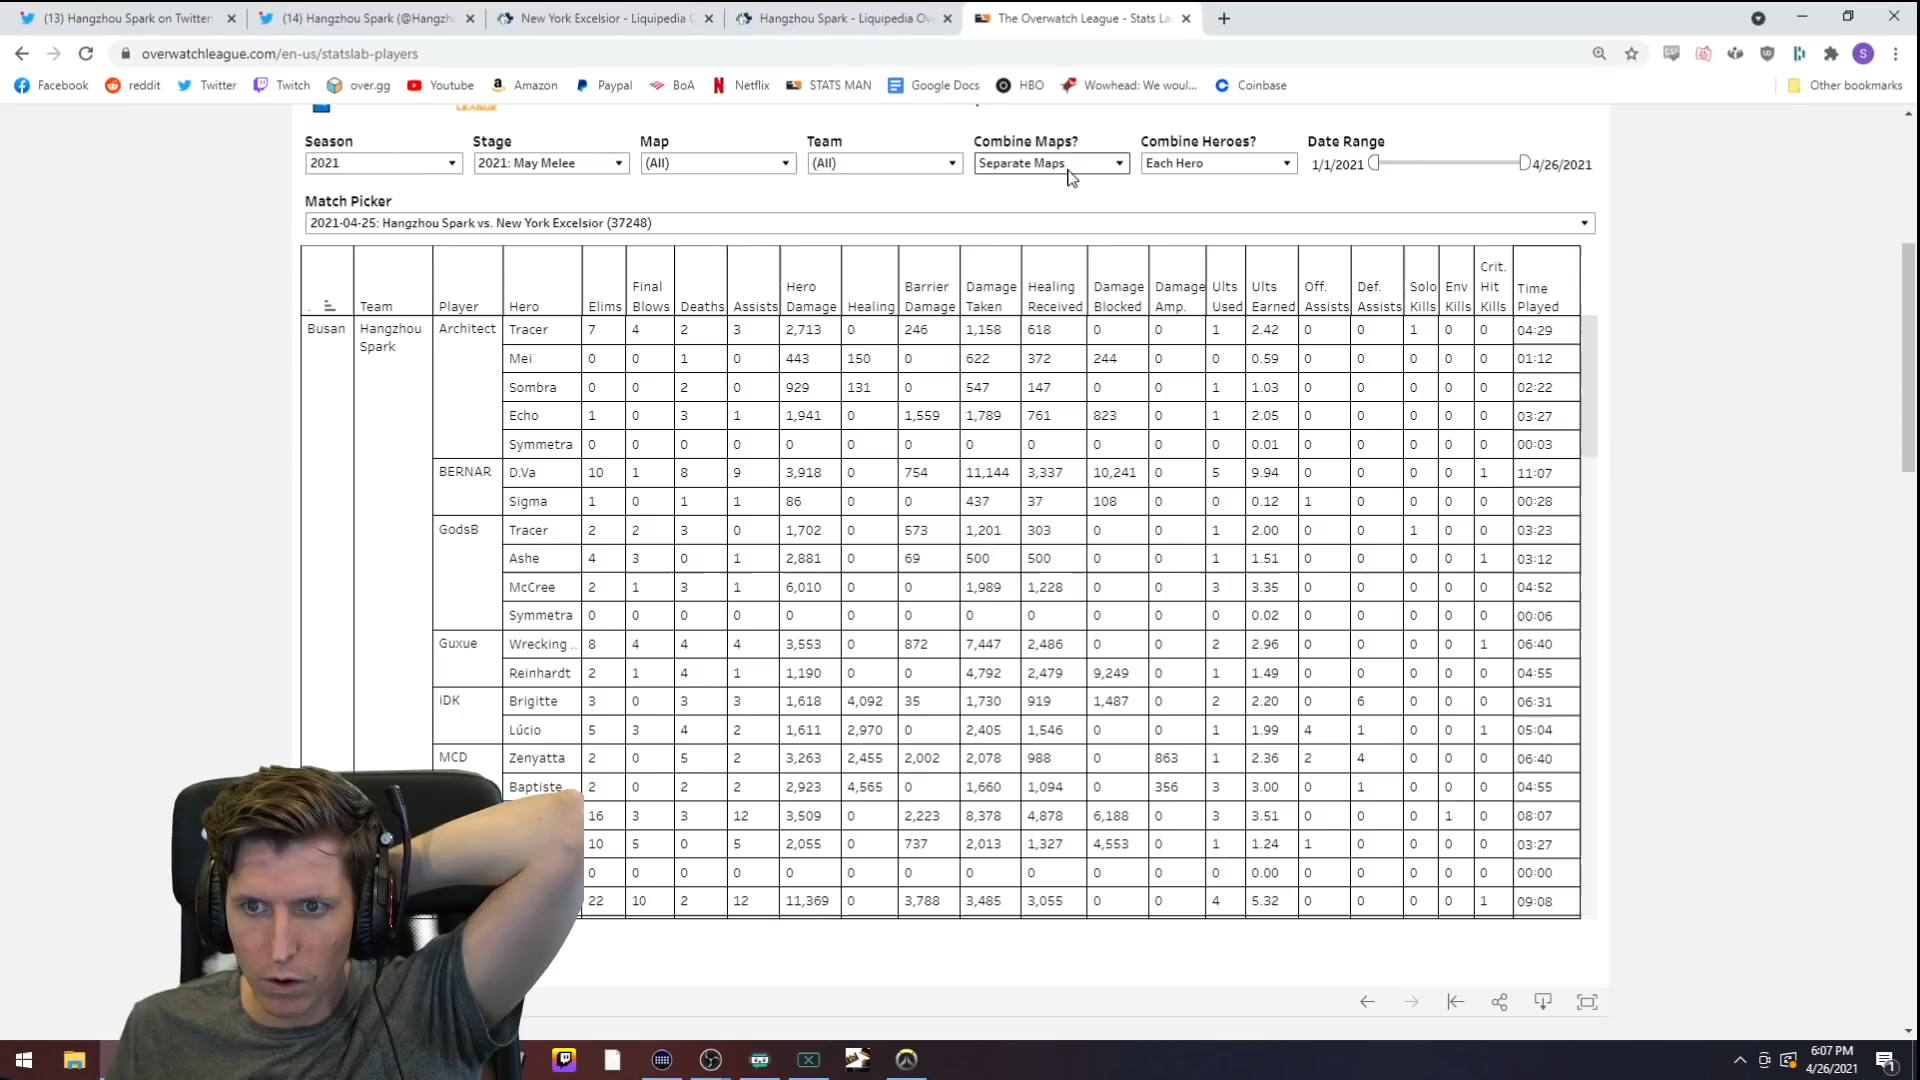 (13) Hangzhou Spark on Twitter:
(14) Hangzhou Spark (@Hangzh
New York Excelsior - Liquipedia O
Hangzhou Spark - Liquipedia Ov
The Overwatch League - Stats La
overwatchleague.com/en-us/statslab-players
S
Facebook reddit Twitter Twitch over.gg Youtube Amazon Paypal BoA Netflix STATS MAN Google Docs HBO Wowhead: We woul... Coinbase Other bookmarks
LEAGUE
Season Stage Map Team Combine Maps? Combine Heroes? Date Range
2021 2021: May Melee (All) (All) Separate Maps Each Hero 1/1/2021 4/26/2021
Match Picker
2021-04-25: Hangzhou Spark vs. New York Excelsior (37248)
. Team Player Hero Elims Final Blows Deaths Assists Hero Damage Healing Barrier Damage Damage Taken Healing Received Damage Blocked Damage Amp. Ults Used Ults Earned Off. Assists Def. Assists Solo Kills Env Kills Crit. Hit Kills Time Played
Busan Hangzhou Spark Architect Tracer 7 4 2 3 2,713 0 246 1,158 618 0 0 1 2.42 0 0 1 0 0 04:29
Mei 0 0 1 0 443 150 0 622 372 244 0 0 0.59 0 0 0 0 0 01:12
Sombra 0 0 2 0 929 131 0 547 147 0 0 1 1.03 0 0 0 0 0 02:22
Echo 1 0 3 1 1,941 0 1,559 1,789 761 823 0 1 2.05 0 0 0 0 0 03:27
Symmetra 0 0 0 0 0 0 0 0 0 0 0 0 0.01 0 0 0 0 0 00:03
BERNAR D.Va 10 1 8 9 3,918 0 754 11,144 3,337 10,241 0 5 9.94 0 0 0 0 1 11:07
Sigma 1 0 1 1 86 0 0 437 37 108 0 0 0.12 1 0 0 0 0 00:28
GodsB Tracer 2 2 3 0 1,702 0 573 1,201 303 0 0 1 2.00 0 0 1 0 0 03:23
Ashe 4 3 0 1 2,881 0 69 500 500 0 0 1 1.51 0 0 0 0 1 03:12
McCree 2 1 3 1 6,010 0 0 1,989 1,228 0 0 3 3.35 0 0 0 0 0 04:52
Symmetra 0 0 0 0 0 0 0 0 0 0 0 0 0.02 0 0 0 0 0 00:06
Guxue Wrecking .. 8 4 4 4 3,553 0 872 7,447 2,486 0 0 2 2.96 0 0 0 0 1 06:40
Reinhardt 2 1 4 1 1,190 0 0 4,792 2,479 9,249 0 1 1.49 0 0 0 0 0 04:55
iDK Brigitte 3 0 3 3 1,618 4,092 35 1,730 919 1,487 0 2 2.20 0 6 0 0 0 06:31
Lúcio 5 3 4 2 1,611 2,970 0 2,405 1,546 0 0 1 1.99 4 1 0 0 1 05:04
MCD Zenyatta 2 0 5 2 3,263 2,455 2,002 2,078 988 0 863 1 2.36 2 4 0 0 0 06:40
Baptiste 2 0 2 2 2,923 4,565 0 1,660 1,094 0 356 3 3.00 0 1 0 0 0 04:55
16 3 3 12 3,509 0 2,223 8,378 4,878 6,188 0 3 3.51 0 0 0 1 0 08:07
10 5 0 5 2,055 0 737 2,013 1,327 4,553 0 1 1.24 1 0 0 0 0 03:27
0 0 0 0 0 0 0 0 0 0 0 0 0.00 0 0 0 0 0 00:00
22 10 2 12 11,369 0 3,788 3,485 3,055 0 0 4 5.32 0 0 0 0 1 09:08
6:07 PM
4/26/2021
1